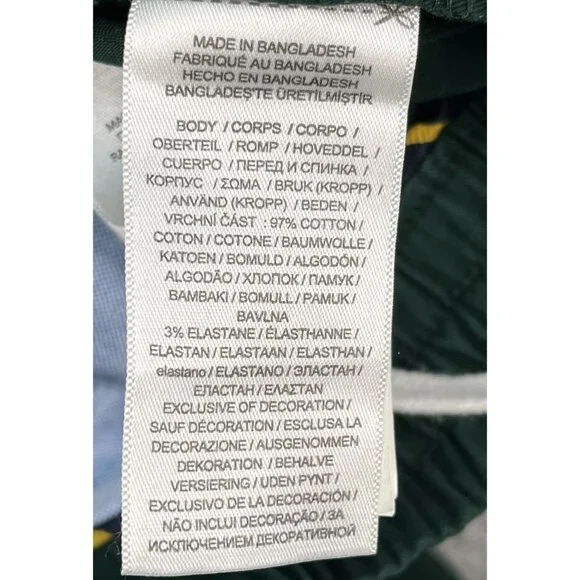 MADE IN BANGLADESH
FABRIQUÉ AU BANGLADESH
HECHO EN BANGLADESH
BANGLADEŞ'TE ÜRETİLMİŞTİR
BODY / CORPS / CORPO /
OBERTEIL / ROMP / HOVEDDEL /
CUERPO / ПЕРЕД И СПИНКА /
КОРПУС / ΣΩΜΑ / BRUK (KROPP) /
ANVÄND (KROPP) / BEDEN /
VRCHNÍ ČÁST : 97% COTTON /
COTON / COTONE / BAUMWOLLE /
KATOEN / BOMULD / ALGODÓN /
ALGODÃO / ХЛОПОК / ПАМУК /
BAMBAKI / BOMULL / PAMUK /
BAVLNA
3% ELASTANE / ÉLASTHANNE /
ELASTAN / ELASTAAN / ELASTHAN /
elastano / ELASTANO / ЭЛАСТАН /
ЕЛАСТАН / ΕΛΑΣΤΑΝ
EXCLUSIVE OF DECORATION /
SAUF DÉCORATION / ESCLUSA LA
DECORAZIONE / AUSGENOMMEN
DEKORATION / BEHALVE
VERSIERING / UDEN PYNT /
EXCLUSIVO DE LA DECORACIÓN /
NÃO INCLUI DECORAÇÃO / ЗА
ИСКЛЮЧЕНИЕМ ДЕКОРАТИВНОЙ